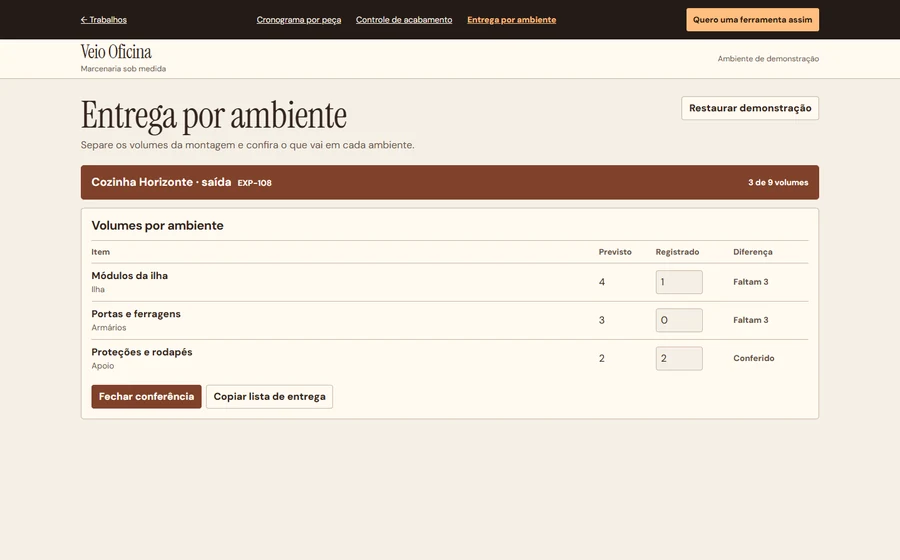 ← Trabalhos
Cronograma por peça
Controle de acabamento
Entrega por ambiente
Quero uma ferramenta assim
Veio Oficina
Marcenaria sob medida
Ambiente de demonstração
Entrega por ambiente
Restaurar demonstração
Separe os volumes da montagem e confira o que vai em cada ambiente.
Cozinha Horizonte · saída EXP-108
3 de 9 volumes
Volumes por ambiente
Item Previsto Registrado Diferença
Módulos da ilha
Ilha
4 1 Faltam 3
Portas e ferragens
Armários
3 0 Faltam 3
Proteções e rodapés
Apoio
2 2 Conferido
Fechar conferência
Copiar lista de entrega